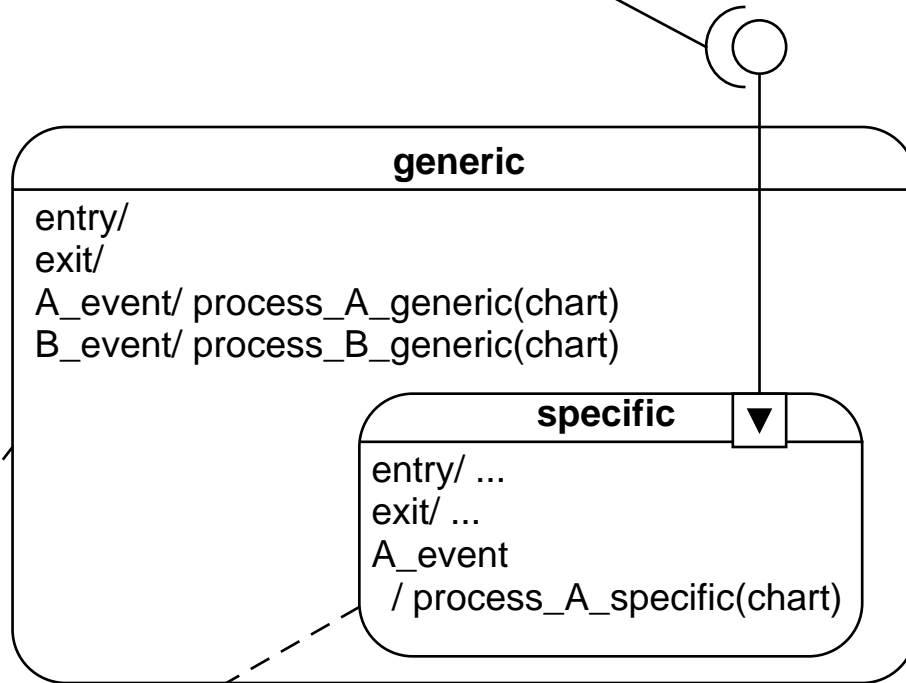 generic
entry/
exit/
A_event/ process_A_generic(chart)
B_event/ process_B_generic(chart)
specific
entry/ ...
exit/ ...
A_event
/ process_A_specific(chart)